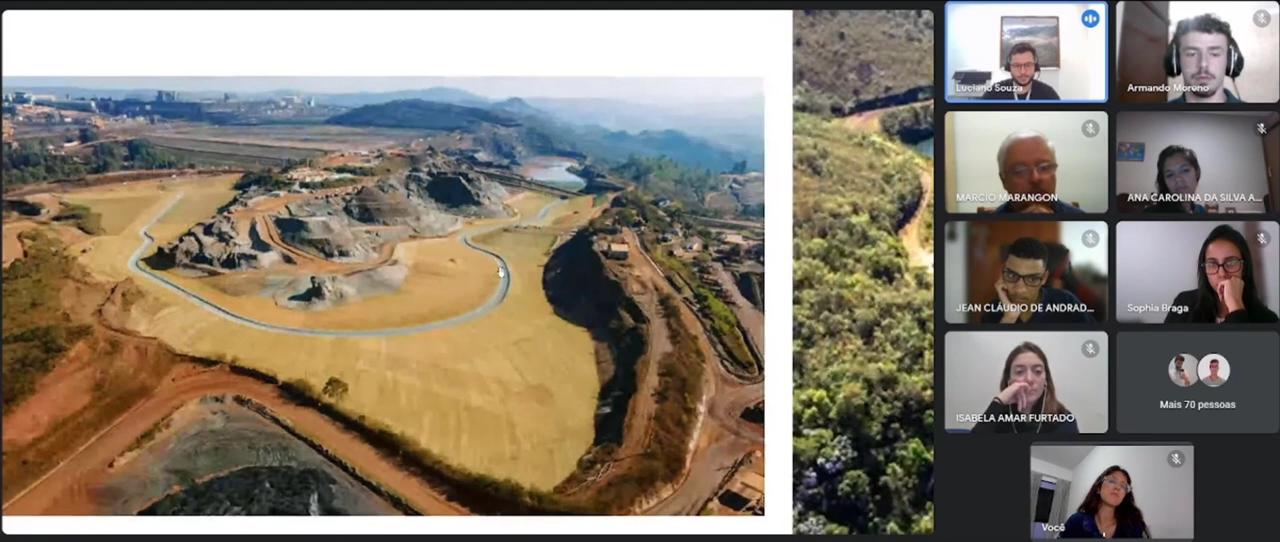 Luciano Souza
Armando Moreno
MARCIO MARANGON
ANA CAROLINA DA SILVA A...
JEAN CLÁUDIO DE ANDRAD...
Sophia Braga
ISABELA AMAR FURTADO
Mais 70 pessoas
Você